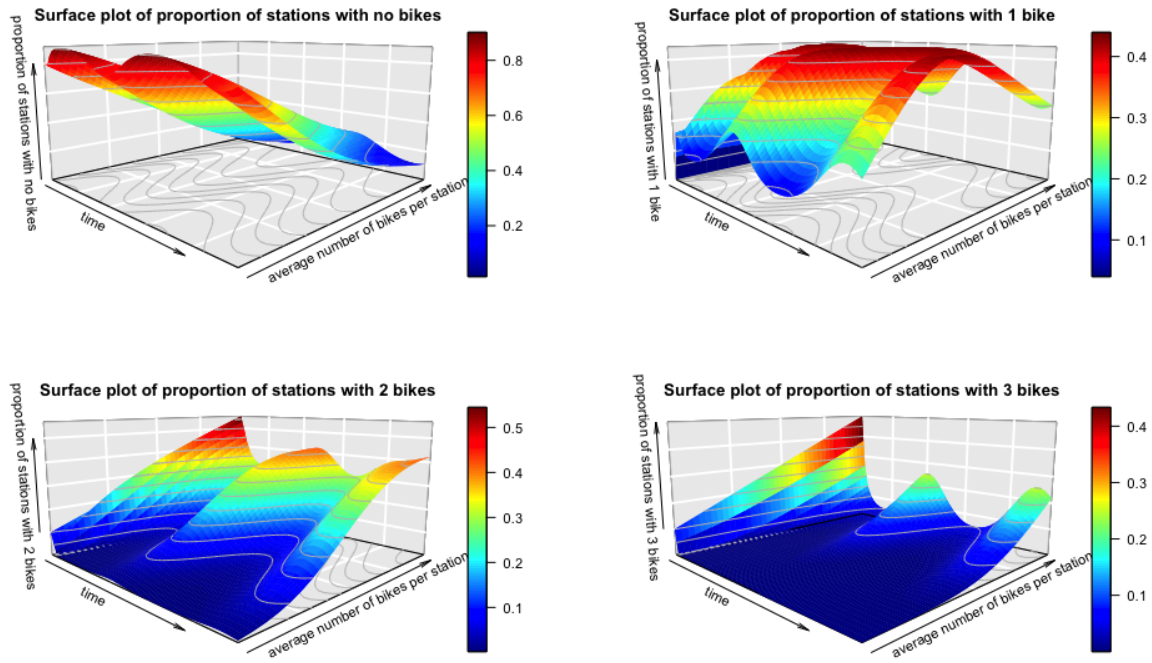 Surface plot of proportion of stations with no bikes
proportion of stations with no bikes
time
average number of bikes per station
0.8
0.6
0.4
0.2
Surface plot of proportion of stations with 1 bike
proportion of stations with 1 bike
time
average number of bikes per station
0.4
0.3
0.2
0.1
Surface plot of proportion of stations with 2 bikes
proportion of stations with 2 bikes
time
average number of bikes per station
0.5
0.4
0.3
0.2
0.1
Surface plot of proportion of stations with 3 bikes
proportion of stations with 3 bikes
time
average number of bikes per station
0.4
0.3
0.2
0.1